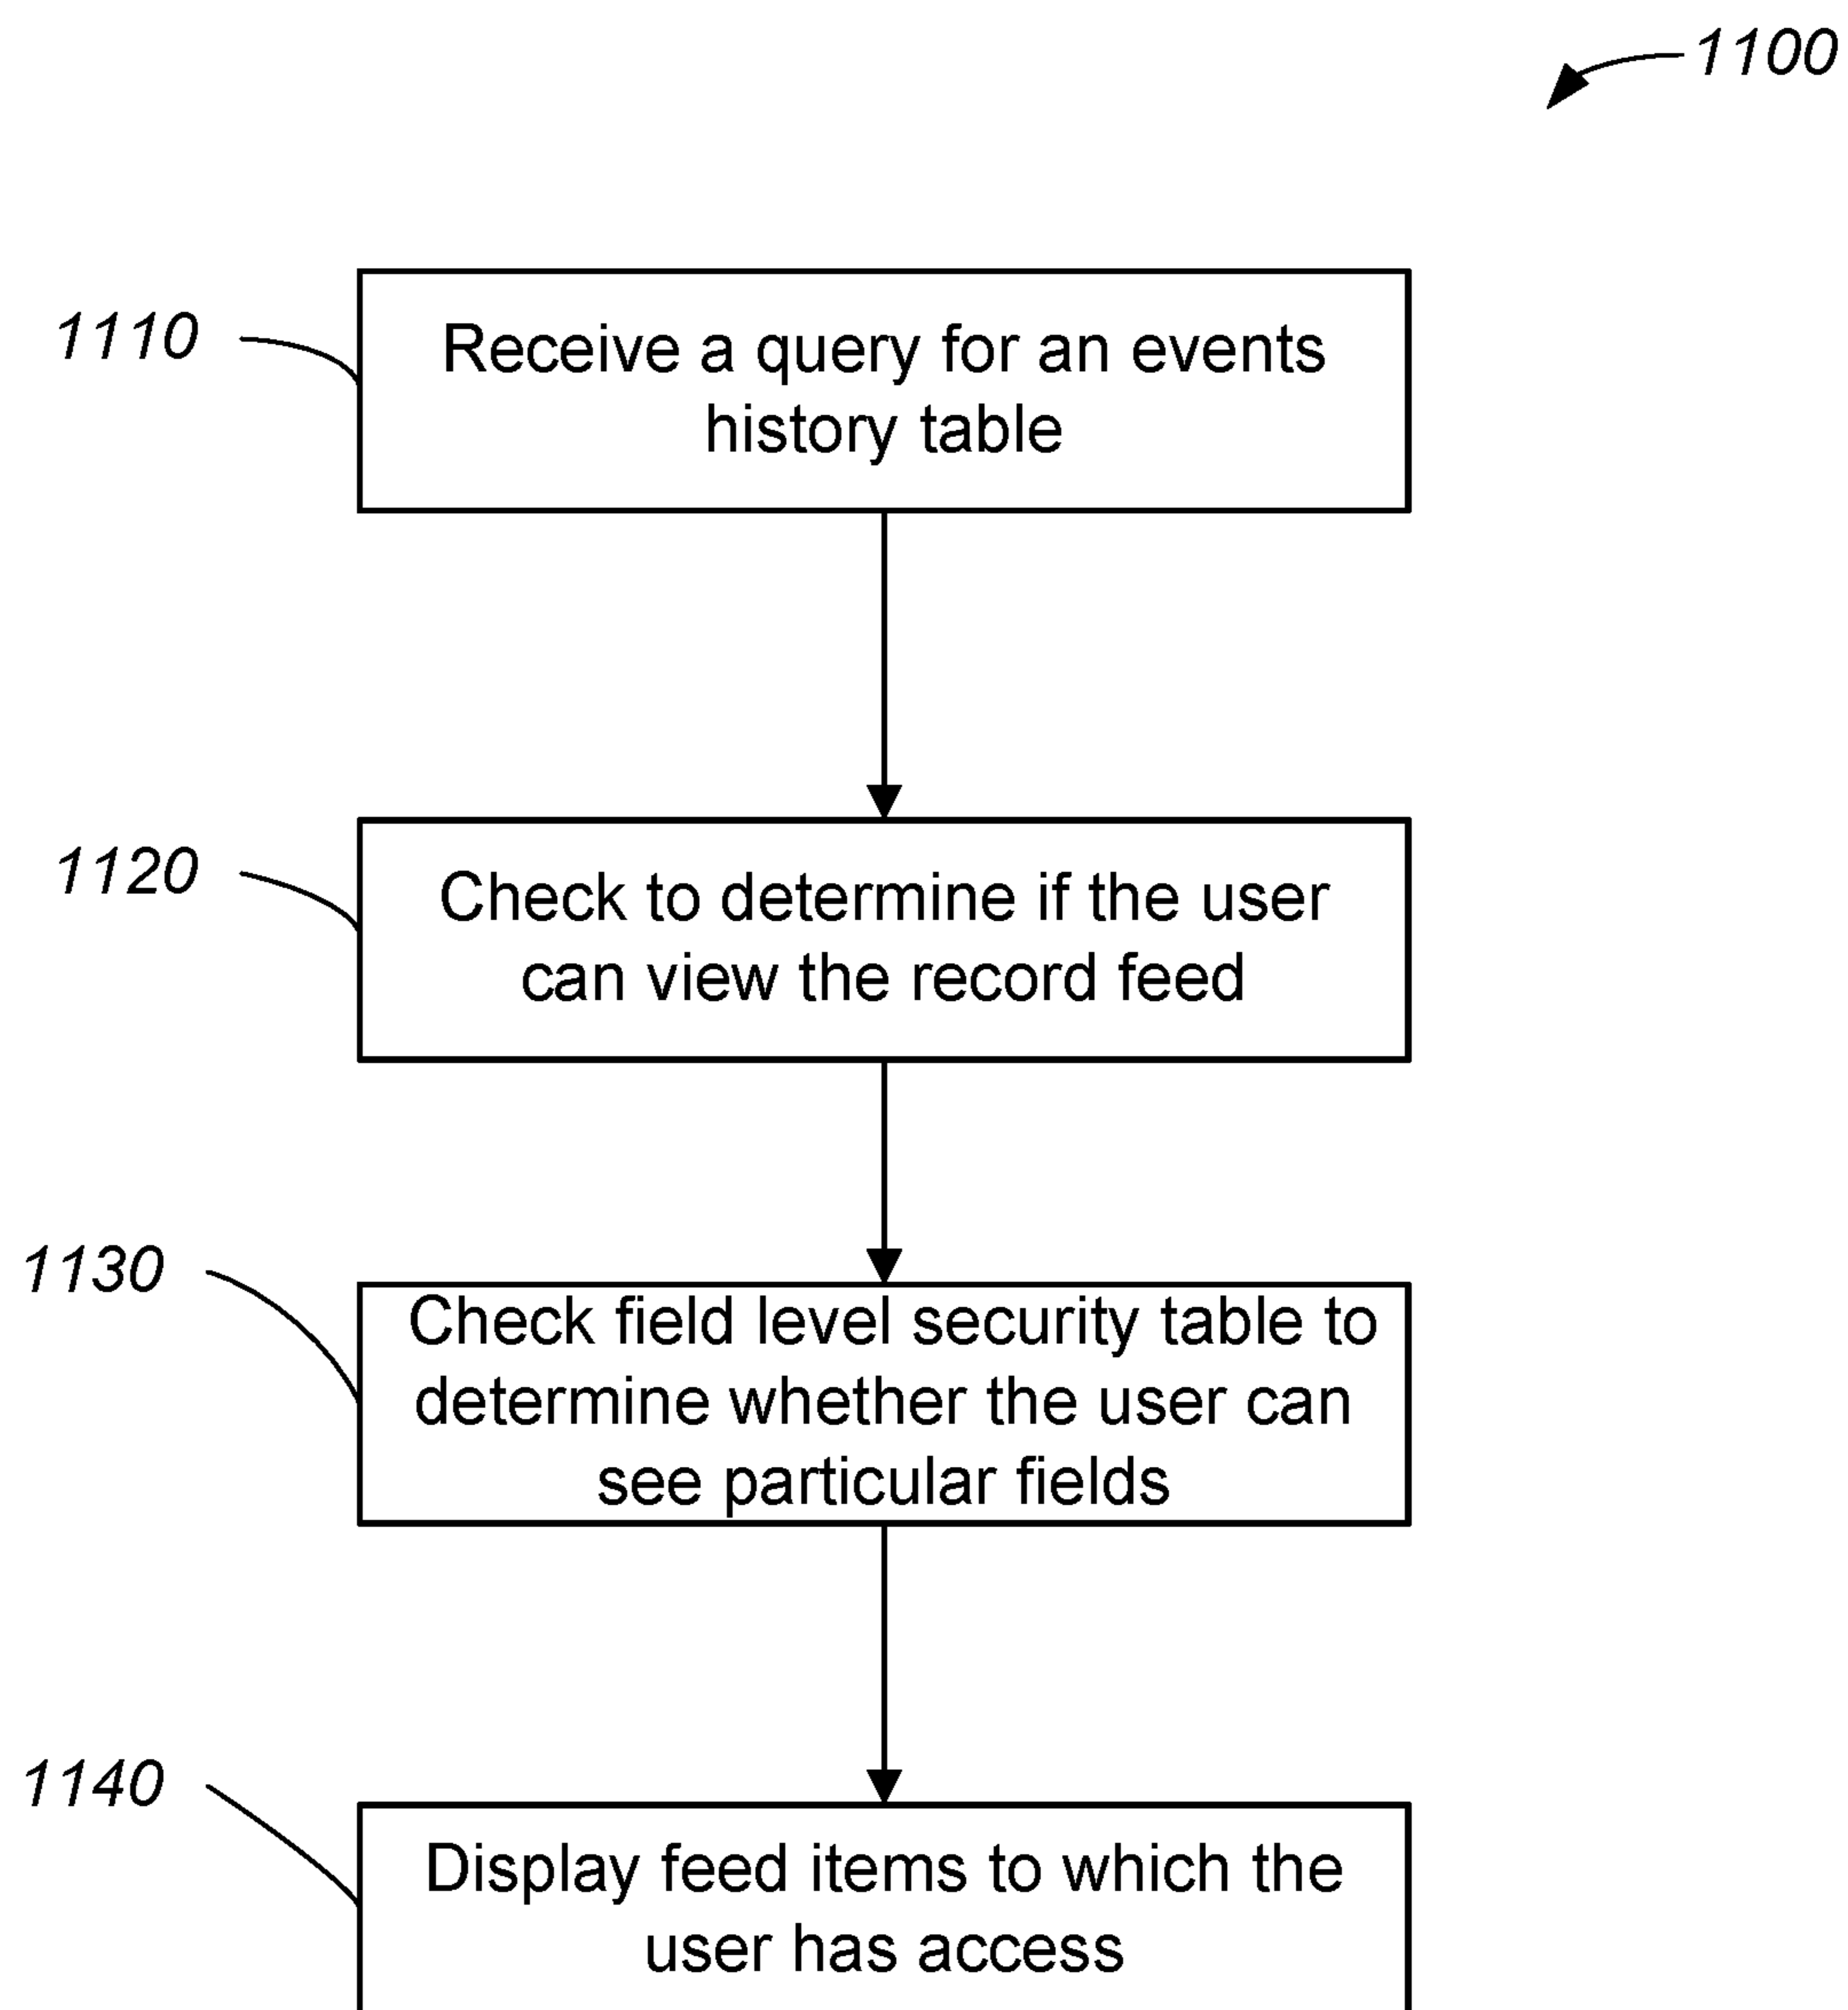 1100
1110
Receive a query for an events
history table
1120
Check to determine if the user
can view the record feed
1130
Check field level security table to
determine whether the user can
see particular fields
1140
Display feed items to which the
user has access